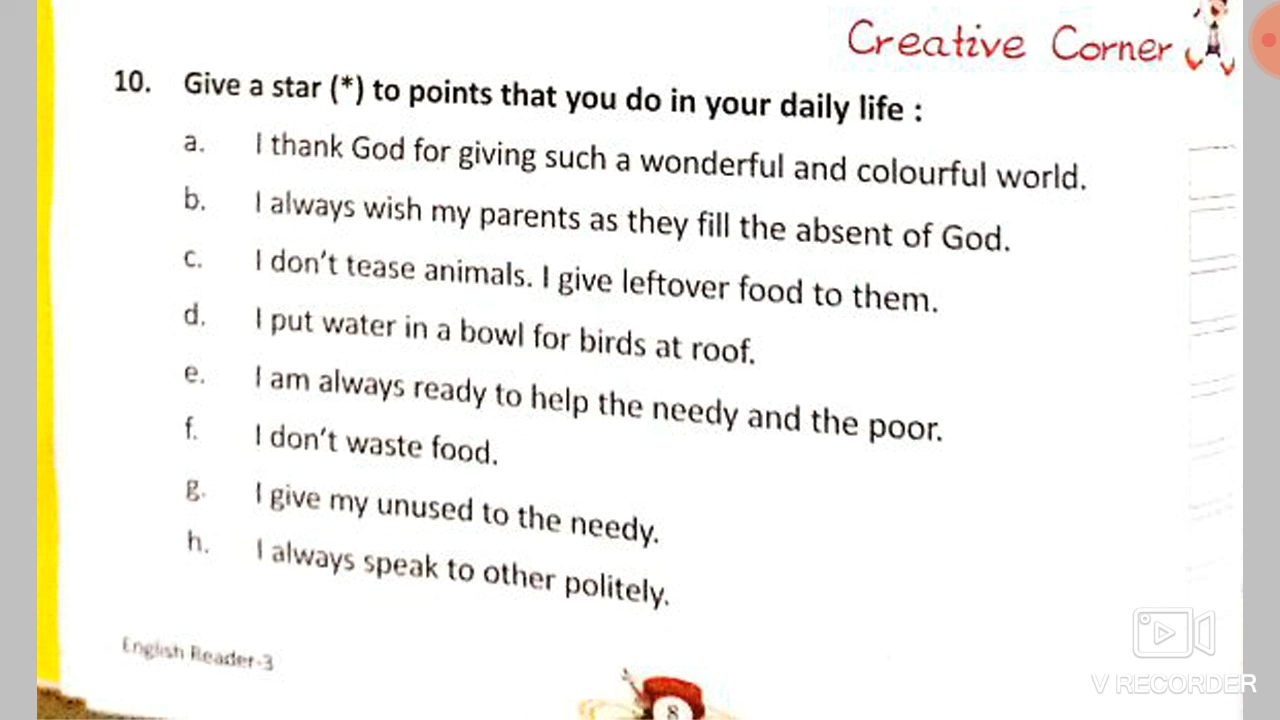 Creative Corner
10. Give a star (*) to points that you do in your daily life :
a. I thank God for giving such a wonderful and colourful world.
b. I always wish my parents as they fill the absent of God.
c. I don't tease animals. I give leftover food to them.
d. I put water in a bowl for birds at roof.
e. I am always ready to help the needy and the poor.
f. I don't waste food.
g. I give my unused to the needy.
h. I always speak to other politely.
English Reader-3
8
V RECORDER